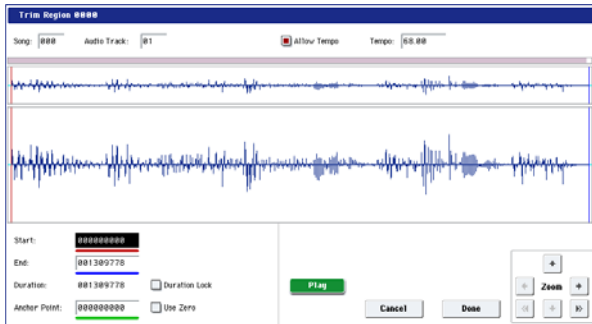 Trim Region 0000
Song: 000 Audio Track: 01 Allow Tempo Tempo: 68.00
Start: 000000000
End: 001309778
Duration: 001309778 Duration Lock
Anchor Point: 000000000 Use Zero
Play
Cancel Done
Zoom